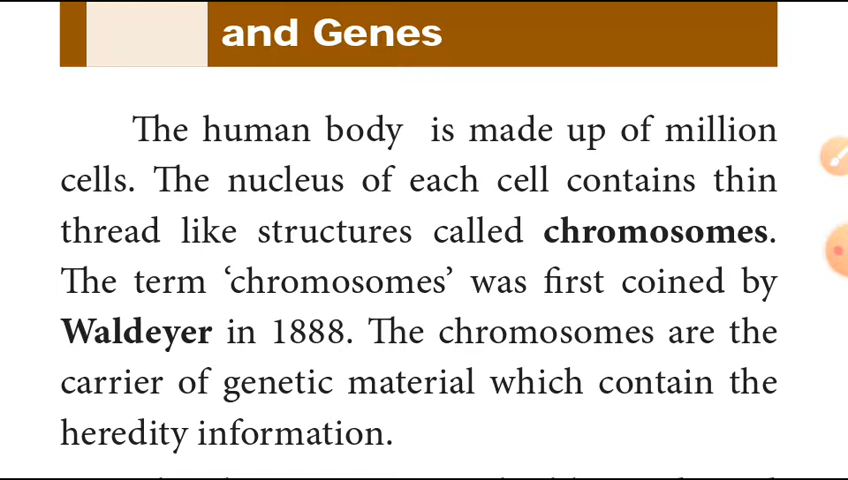 and Genes
The human body is made up of million
cells. The nucleus of each cell contains thin
thread like structures called chromosomes.
The term ‘chromosomes’ was first coined by
Waldeyer in 1888. The chromosomes are the
carrier of genetic material which contain the
heredity information.